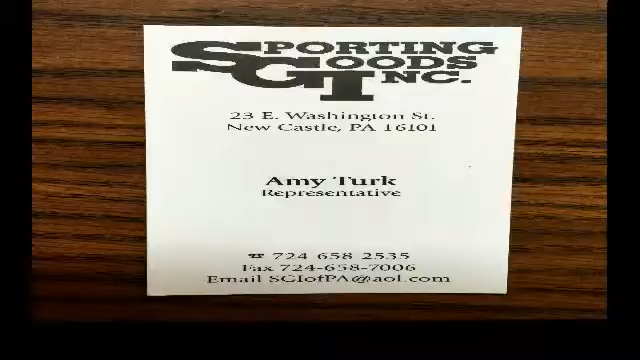 SPORTING
GOODS
INC.
23 E. Washington St.
New Castle, PA 16101
Amy Turk
Representative
☎ 724 658 2535
Fax 724-658-7006
Email SGIofPA@aol.com